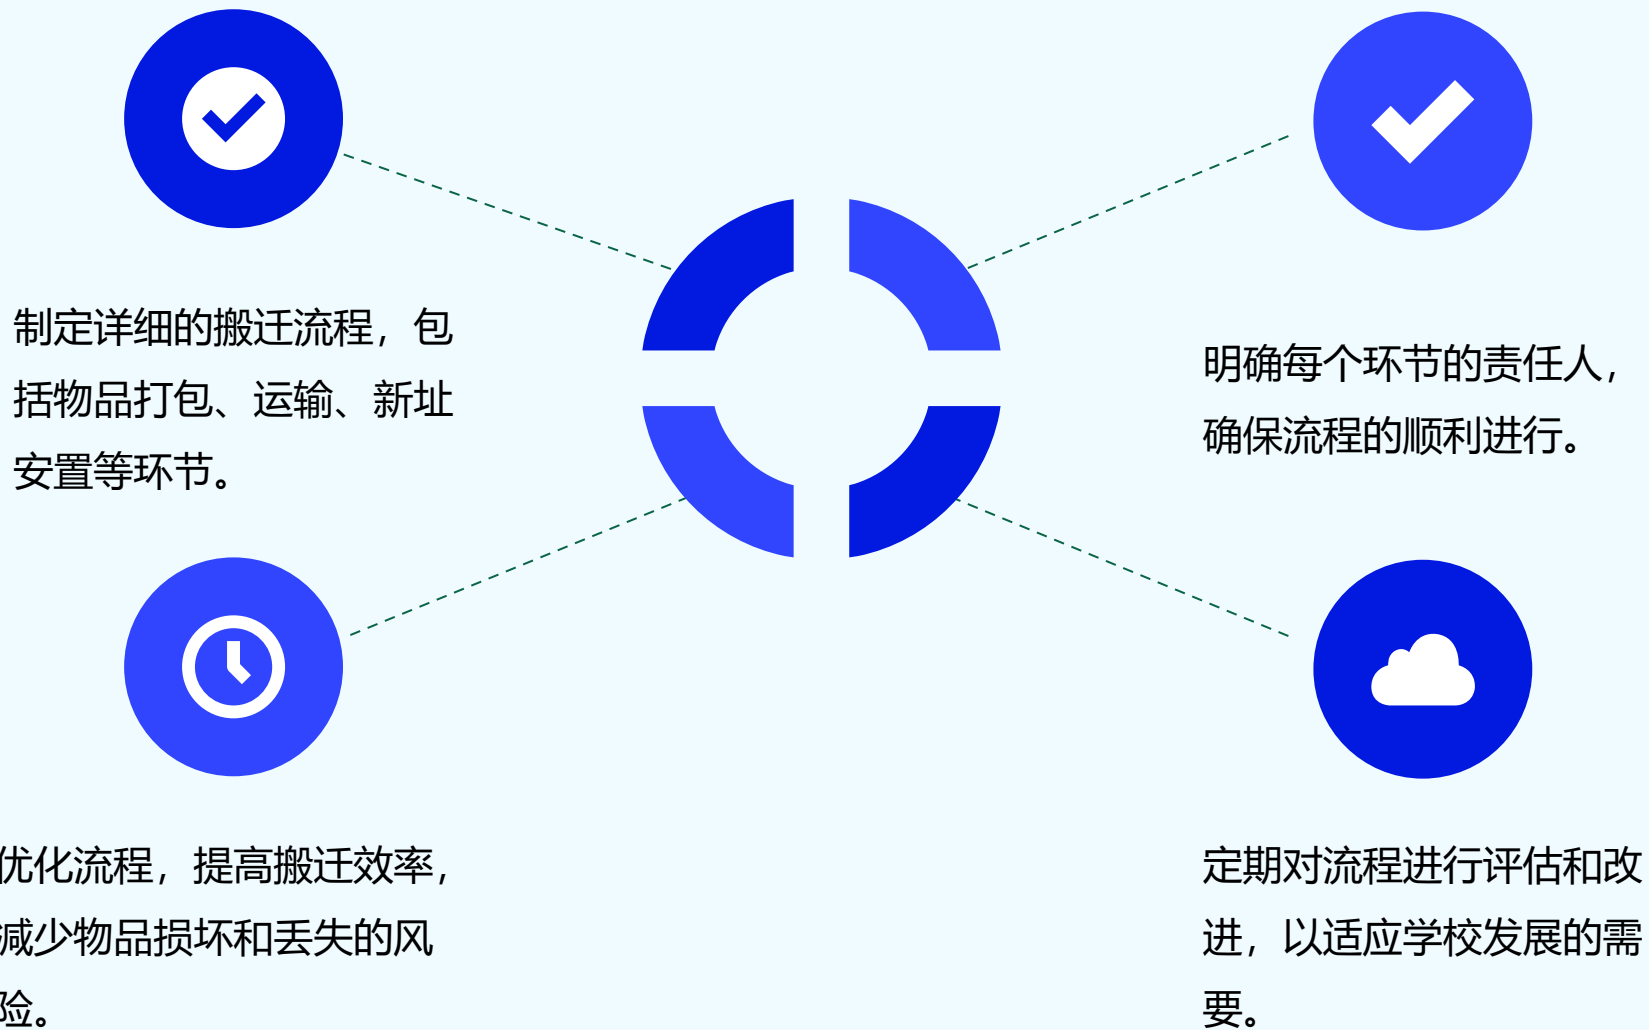 制定详细的搬迁流程，包
括物品打包、运输、新址
安置等环节。
明确每个环节的责任人，
确保流程的顺利进行。
优化流程，提高搬迁效率，
减少物品损坏和丢失的风
险。
定期对流程进行评估和改
进，以适应学校发展的需
要。